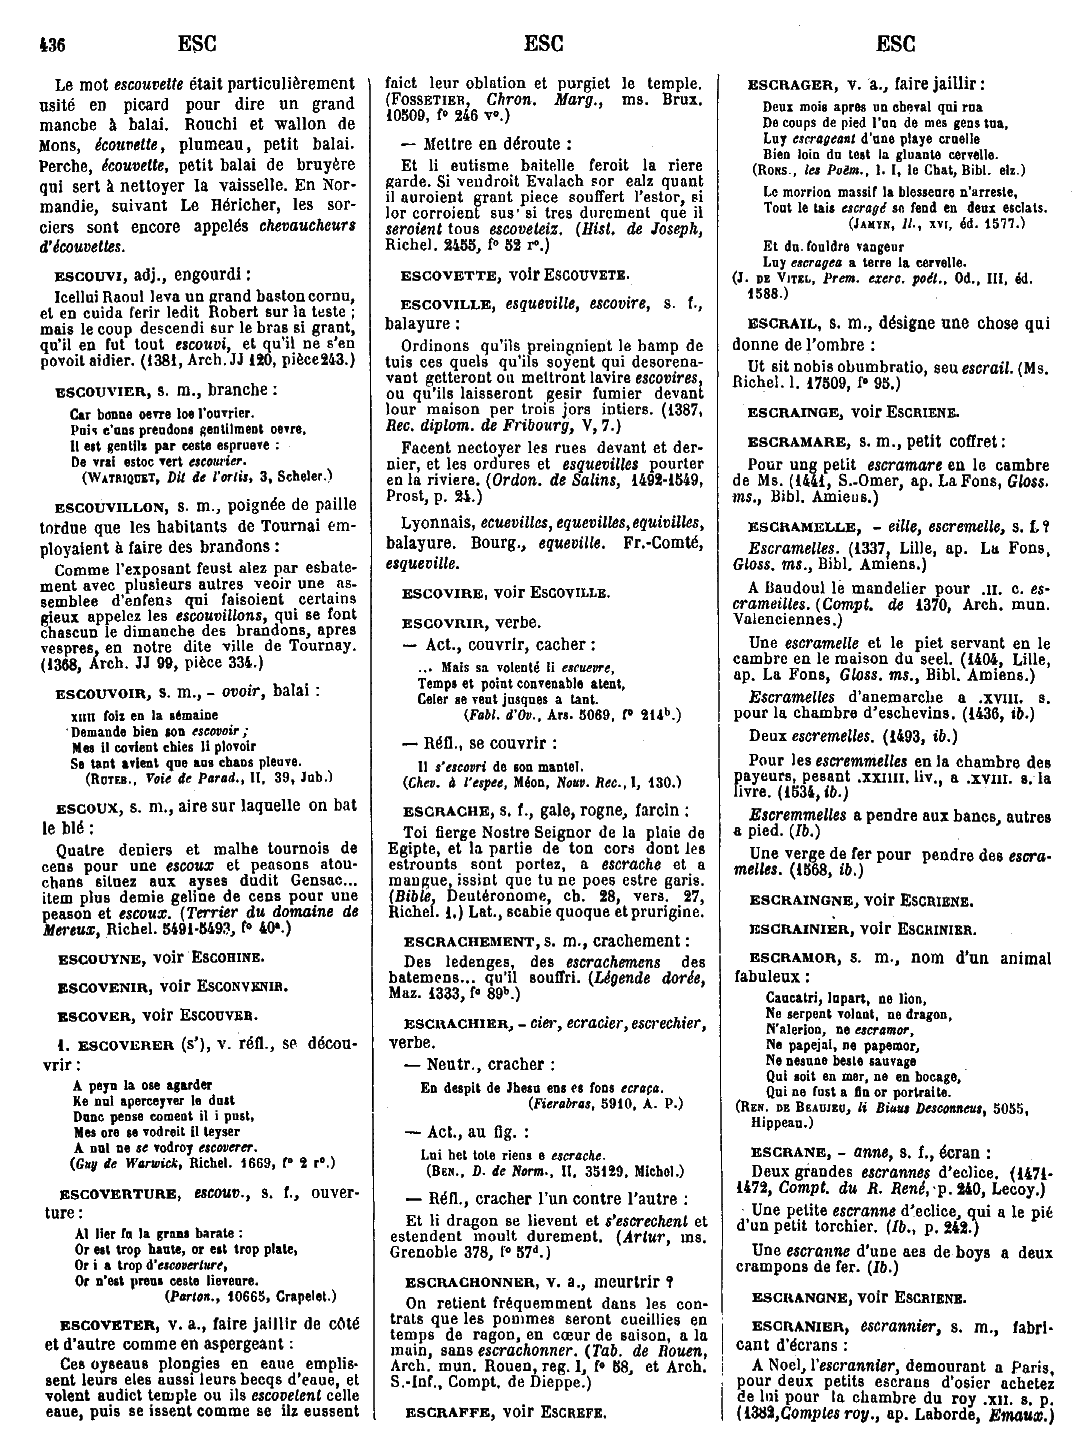 436 ESC ESC ESC
Le mot escouvette était particulièrement
usité en picard pour dire un grand
manche à balai. Rouchi et wallon de
Mons, écouvette, plumeau, petit balai.
Perche, écouvette, petit balai de bruyère
qui sert à nettoyer la vaisselle. En Nor-
mandie, suivant Le Héricher, les sor-
ciers sont encore appelés chevaucheurs
d'écouvettes.
ESCOUVI, adj., engourdi :
Icellui Raoul leva un grand baston cornu,
et en cuida ferir ledit Robert sur la teste ;
mais le coup descendi sur le bras si grant,
qu'il en fut tout escouvi, et qu'il ne s'en
povoit aidier. (1381, Arch. JJ 120, pièce 243.)
ESCOUVIER, s. m., branche :
Car bonne oevre loe l'ouvrier.
Puis c'ans prendons gentilment oevre,
Il est gentilz par ceste esprueve :
De vrai estoc vert escouvier.
(WATRIQUET, Dit de l'ortie, 3, Scheler.)
ESCOUVILLON, s. m., poignée de paille
tordue que les habitants de Tournai em-
ployaient à faire des brandons :
Comme l'exposant feust alez par esbate-
ment avec plusieurs autres veoir une as-
semblee d'enfens qui faisoient certains
gieux appelez les escouvillons, qui se font
chascun le dimanche des brandons, apres
vespres, en notre dite ville de Tournay.
(1368, Arch. JJ 99, pièce 334.)
ESCOUVOIR, s. m., - ovoir, balai :
xiiii foiz en la semaine
Demande bien son escovoir ;
Mes il covient chies li plovoir
Se tant avient que aus chans pleuve.
(RUTEB., Voie de Parad., II, 39, Jub.)
ESCOUX, s. m., aire sur laquelle on bat
le blé :
Quatre deniers et malhe tournois de
cens pour une escoux et peasons atou-
chans situez aux ayses dudit Gensac...
item plus demie geline de cens pour une
peason et escoux. (Terrier du domaine de
Mereux, Richel. 5491-5493, f° 40ª.)
ESCOUYNE, voir ESCOHINE.
ESCOVENIR, voir ESCONVENIR.
ESCOVER, voir ESCOUVER.
1. ESCOVERER (s'), v. réfl., se décou-
vrir :
A peyn la ose agarder
Ke nul aperceyver le dust
Dunc pense coment il i pust,
Mes ore se vodreit il teyser
A nul ne se vodroy escoverer.
(Guy de Warwick, Richel. 1669, f° 2 r°.)
ESCOVERTURE, escouv., s. f., ouver-
ture :
Al lier fu la grans barate :
Or est trop haute, or est trop plate,
Or i a trop d'escoverture,
Or n'est preus ceste lieveure.
(Parton., 10665, Crapelet.)
ESCOVETER, v. a., faire jaillir de côté
et d'autre comme en aspergeant :
Ces oyseaus plongies en eaue emplis-
sent leurs eles aussi leurs becqs d'eaue, et
volent audict temple ou ils escovetent celle
eaue, puis se issent comme se ilz eussent
faict leur oblation et purgiet le temple.
(FOSSETIER, Chron. Marg., ms. Brux.
10509, f° 246 v°.)
— Mettre en déroute :
Et li eutisme baitelle feroit la riere
garde. Si vendroit Evalach sor ealz quant
il auroient grant piece souffert l'estor, si
lor corroient sus si tres durement que il
seroient tous escoveteiz. (Hist. de Joseph,
Richel. 2455, f° 52 r°.)
ESCOVETTE, voir ESCOUVETE.
ESCOVILLE, esqueville, escovire, s. f.,
balayure :
Ordinons qu'ils preingnient le bamp de
tuis ces quels qu'ils soyent qui desorena-
vant getteront ou mettront lavire escovires,
ou qu'ils laisseront gesir fumier devant
lour maison per trois jors intiers. (1387,
Rec. diplom. de Fribourg, V, 7.)
Facent nectoyer les rues devant et der-
nier, et les ordures et esquevilles pourter
en la riviere. (Ordon. de Salins, 1492-1549,
Prost, p. 24.)
Lyonnais, ecuevilles, equevilles, equivilles,
balayure. Bourg., equeville. Fr.-Comté,
esqueville.
ESCOVIRE, voir ESCOVILLE.
ESCOVRIR, verbe.
— Act., couvrir, cacher :
... Mais sa volenté li escuevre,
Temps et point convenable atent,
Celer se vent jusques a tant.
(Fabl. d'Ov., Ars. 5069, f° 214ᵇ.)
— Réfl., se couvrir :
Il s'escovri de son mantel.
(Chev. à l'espee, Méon, Nouv. Rec., I, 130.)
ESCRACHE, s. f., gale, rogne, farcin :
Toi fierge Nostre Seignor de la plaie de
Egipte, et la partie de ton cors dont les
estrounts sont portez, a escrache et a
mangue, issint que tu ne poes estre garis.
(Bible, Deutéronome, ch. 28, vers. 27,
Richel. 1.) Lat., scabie quoque et prurigine.
ESCRACHEMENT, s. m., crachement :
Des ledenges, des escrachemens des
batemens... qu'il souffri. (Légende dorée,
Maz. 1333, f° 89ᵇ.)
ESCRACHIER, - cier, ecracier, escrechier,
verbe.
— Neutr., cracher :
En despit de Jhesu ens es fons ecraça.
(Fierabras, 5910, A. P.)
— Act., au fig. :
Lui het tote riens e escrache.
(BEN., D. de Norm., II, 35129, Michel.)
— Réfl., cracher l'un contre l'autre :
Et li dragon se lievent et s'escrechent et
estendent moult durement. (Artur, ms.
Grenoble 378, f° 57ᵈ.)
ESCRACHONNER, v. a., meurtrir ?
On retient fréquemment dans les con-
trats que les pommes seront cueillies en
temps de ragon, en cœur de saison, a la
main, sans escrachonner. (Tab. de Rouen,
Arch. mun. Rouen, reg. 1, f° 58, et Arch.
S.-Inf., Compt. de Dieppe.)
ESCRAFFE, voir ESCREFE.
ESCRAGER, v. a., faire jaillir :
Deux mois apres un cheval qui rua
De coups de pied l'un de mes gens tua,
Luy escrageant d'une playe cruelle
Bien loin du test la gluante cervelle.
(RONS., les Poëm., l. I, le Chat, Bibl. elz.)
Le morrion massif la blesseure n'arreste,
Tout le tais escragé se fend en deux esclats.
(JAMYN, Il., XVI, éd. 1577.)
Et du fouldre vangeur
Luy escragea a terre la cervelle.
(J. DE VITEL, Prem. exerc. poét., Od., III, éd.
1588.)
ESCRAIL, s. m., désigne une chose qui
donne de l'ombre :
Ut sit nobis obumbratio, seu escrail. (Ms.
Richel. l. 17509, f° 95.)
ESCRAINGE, voir ESCRIENE.
ESCRAMARE, s. m., petit coffret :
Pour ung petit escramare en le cambre
de Ms. (1441, S.-Omer, ap. La Fons, Gloss.
ms., Bibl. Amiens.)
ESCRAMELLE, - eille, escremelle, s. f. ?
Escramelles. (1337, Lille, ap. La Fons,
Gloss. ms., Bibl. Amiens.)
A Baudoul le mandelier pour .II. c. es-
crameilles. (Compt. de 1370, Arch. mun.
Valenciennes.)
Une escramelle et le piet servant en le
cambre en le maison du seel. (1404, Lille,
ap. La Fons, Gloss. ms., Bibl. Amiens.)
Escramelles d'anemarche a .XVIII. s.
pour la chambre d'eschevins. (1436, ib.)
Deux escremelles. (1493, ib.)
Pour les escremmelles en la chambre des
payeurs, pesant .XXIIII. liv., a .XVIII. s. la
livre. (1534, ib.)
Escremmelles a pendre aux bancs, autres
a pied. (Ib.)
Une verge de fer pour pendre des escra-
melles. (1568, ib.)
ESCRAINGNE, voir ESCRIENE.
ESCRAINIER, voir ESCRINIER.
ESCRAMOR, s. m., nom d'un animal
fabuleux :
Caucatri, lupart, ne lion,
Ne serpent volant, ne dragon,
N'alerion, ne escramor,
Ne papejai, ne papemor,
Ne nesune beste sauvage
Qui soit en mer, ne en bocage,
Qui ne fust a fin or portraite.
(REN. DE BEAUJEU, li Biaus Desconneus, 5055,
Hippeau.)
ESCRANE, - anne, s. f., écran :
Deux grandes escrannes d'eclice. (1471-
1472, Compt. du R. René, p. 240, Lecoy.)
Une petite escranne d'eclice, qui a le pié
d'un petit torchier. (Ib., p. 242.)
Une escranne d'une aes de boys a deux
crampons de fer. (Ib.)
ESCRANGNE, voir ESCRIENE.
ESCRANIER, escrannier, s. m., fabri-
cant d'écrans :
A Noel, l'escrannier, demourant a Paris,
pour deux petits escrans d'osier achetez
de lui pour la chambre du roy .XII. s. p.
(1382, Comptes roy., ap. Laborde, Emaux.)